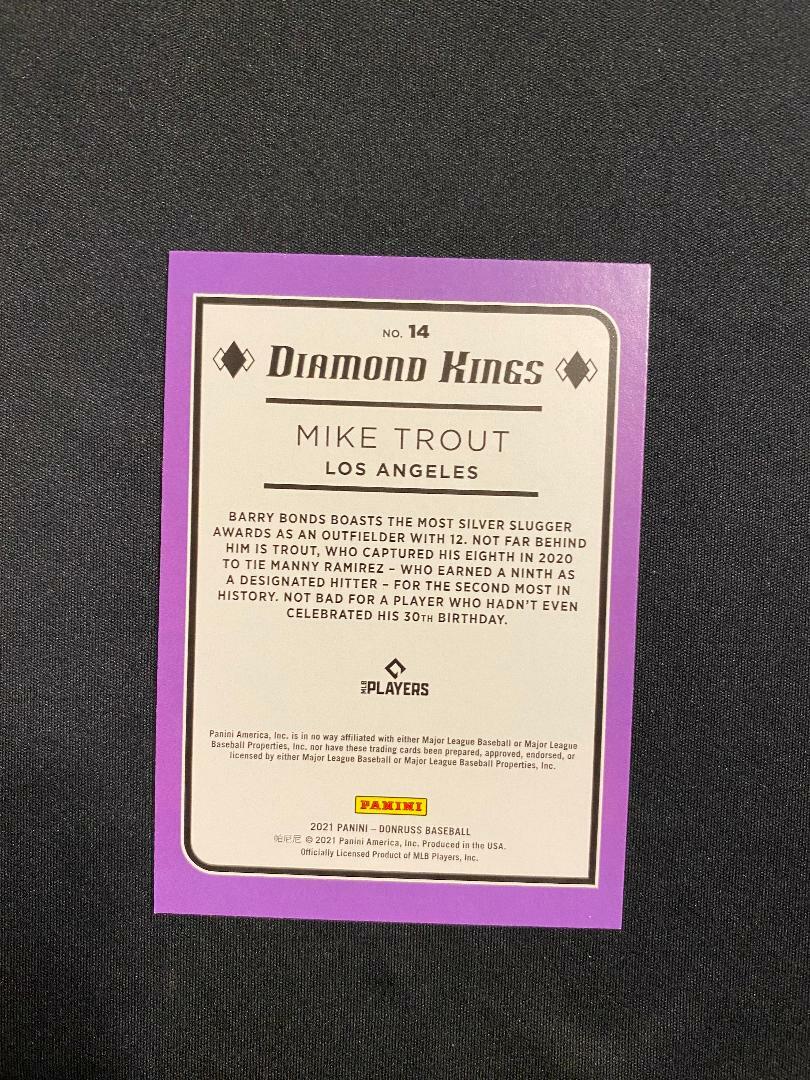 NO. 14
DIAMOND KINGS
MIKE TROUT
LOS ANGELES
BARRY BONDS BOASTS THE MOST SILVER SLUGGER
AWARDS AS AN OUTFIELDER WITH 12. NOT FAR BEHIND
HIM IS TROUT, WHO CAPTURED HIS EIGHTH IN 2020
TO TIE MANNY RAMIREZ – WHO EARNED A NINTH AS
A DESIGNATED HITTER – FOR THE SECOND MOST IN
HISTORY. NOT BAD FOR A PLAYER WHO HADN'T EVEN
CELEBRATED HIS 30TH BIRTHDAY.
MLB PLAYERS
Panini America, Inc. is in no way affiliated with either Major League Baseball or Major League
Baseball Properties, Inc. nor have these trading cards been prepared, approved, endorsed, or
licensed by either Major League Baseball or Major League Baseball Properties, Inc.
PANINI
2021 PANINI – DONRUSS BASEBALL
帕尼尼 © 2021 Panini America, Inc. Produced in the USA.
Officially Licensed Product of MLB Players, Inc.